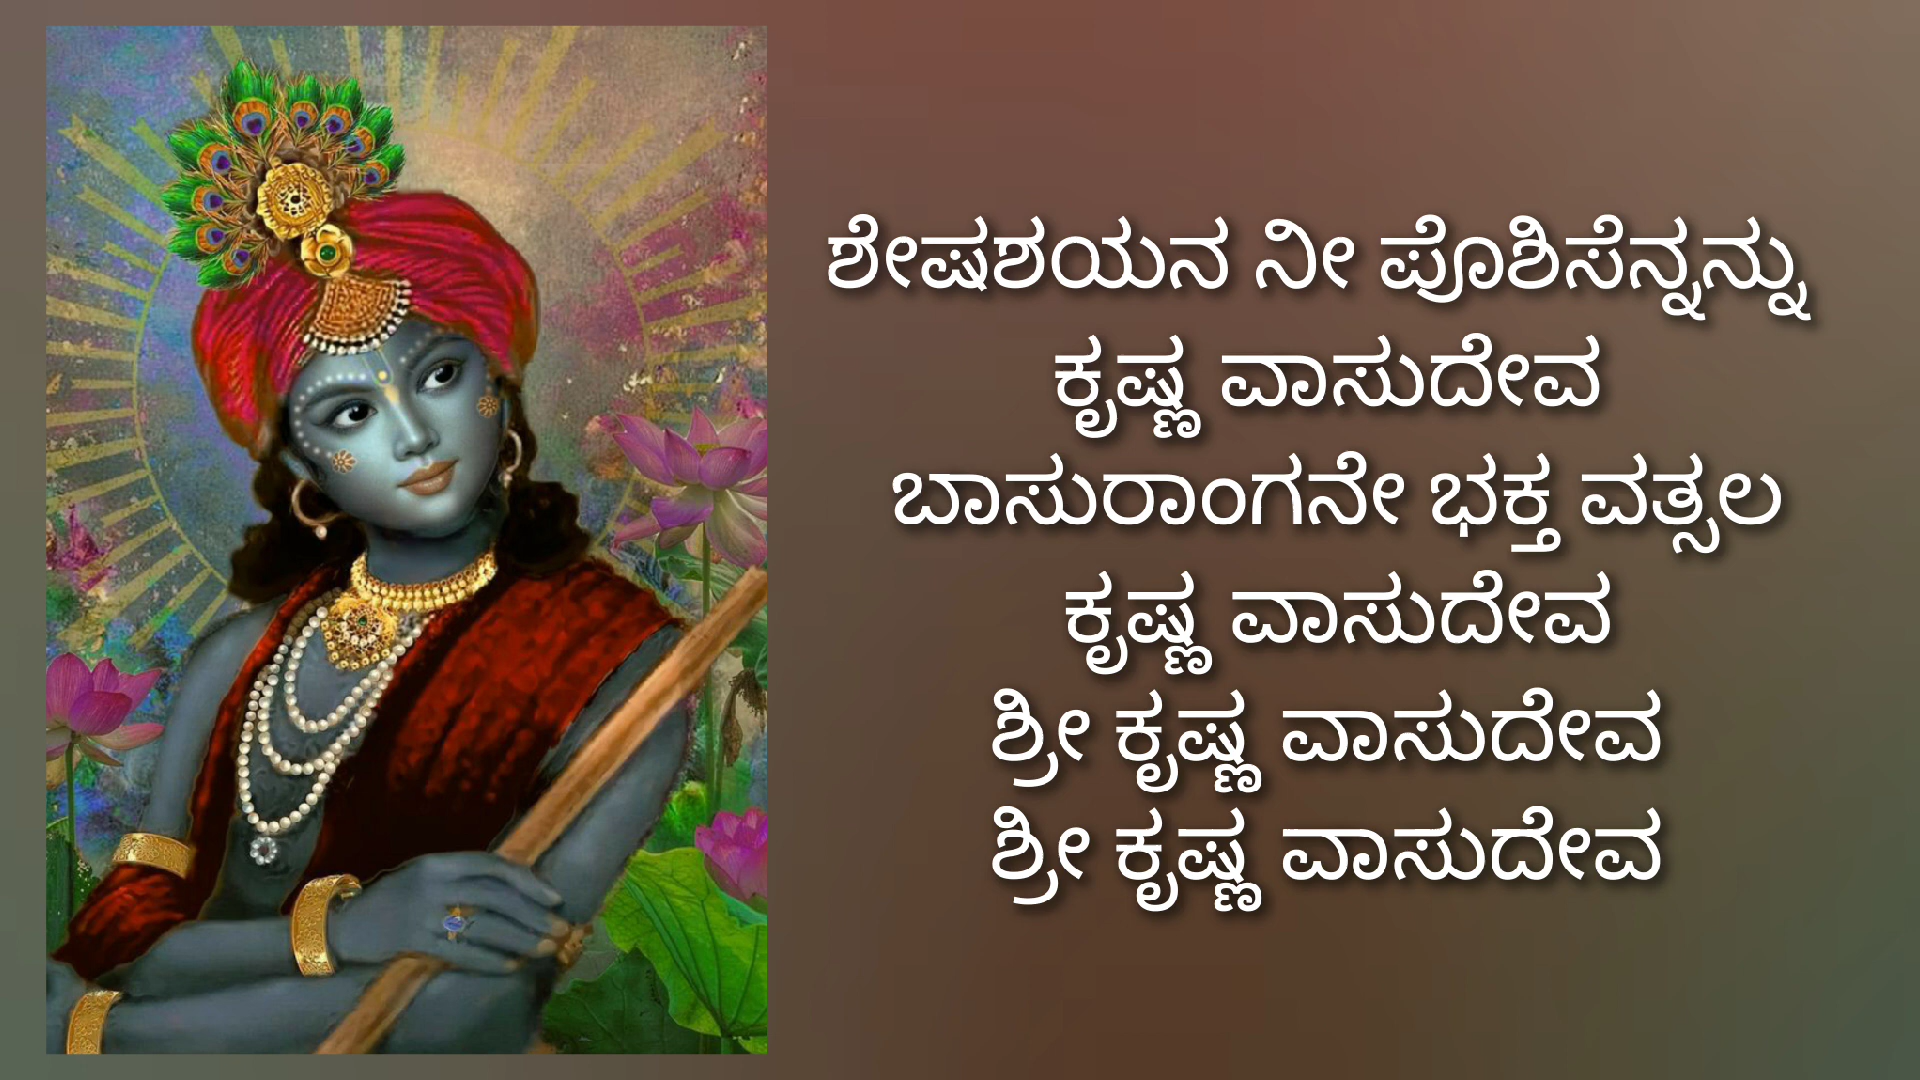 ಶೇಷಶಯನ ನೀ ಪೊಶಿಸೆನ್ನನ್ನು
ಕೃಷ್ಣ ವಾಸುದೇವ
ಬಾಸುರಾಂಗನೇ ಭಕ್ತ ವತ್ಸಲ
ಕೃಷ್ಣ ವಾಸುದೇವ
ಶ್ರೀ ಕೃಷ್ಣ ವಾಸುದೇವ
ಶ್ರೀ ಕೃಷ್ಣ ವಾಸುದೇವ